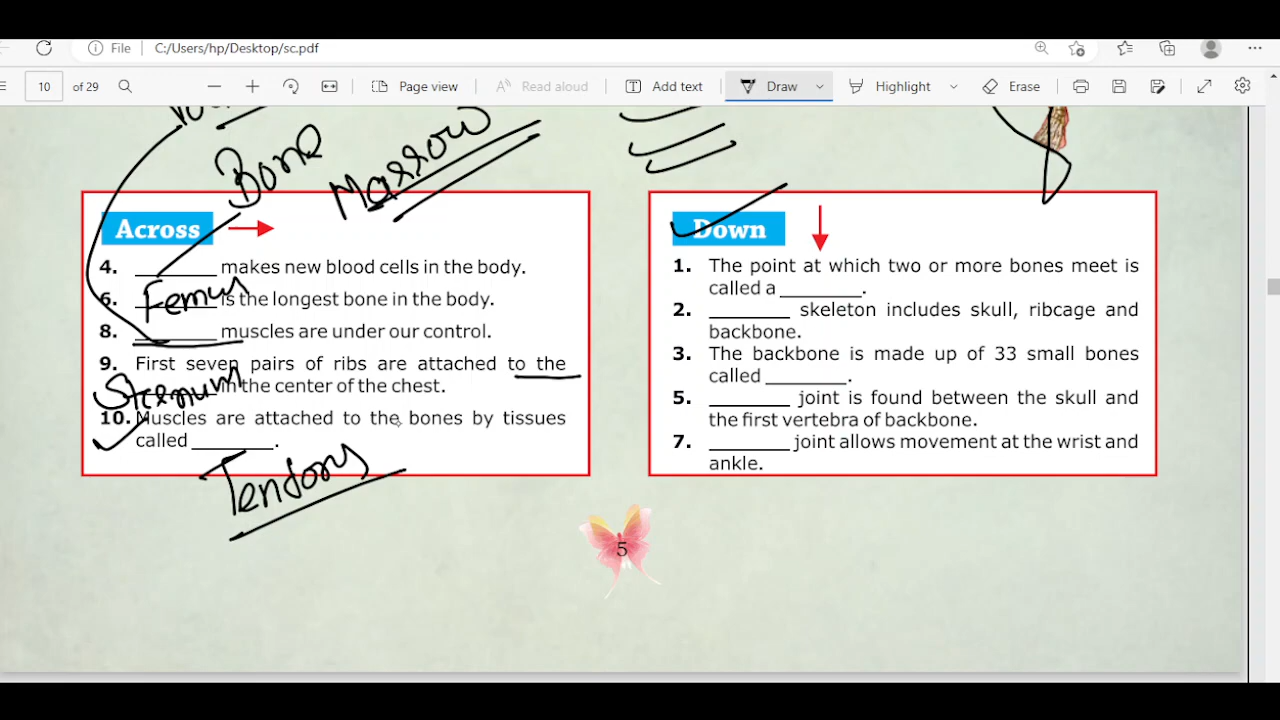 File C:/Users/hp/Desktop/sc.pdf
10 of 29 Page view Read aloud Add text Draw Highlight Erase
Bone
Marrow
Across
4. ________ makes new blood cells in the body.
6. Femur is the longest bone in the body.
8. ________ muscles are under our control.
9. First seven pairs of ribs are attached to the
Sternum in the center of the chest.
10. Muscles are attached to the bones by tissues
called ________.
Tendons
Down
1. The point at which two or more bones meet is
called a ________.
2. ________ skeleton includes skull, ribcage and
backbone.
3. The backbone is made up of 33 small bones
called ________.
5. ________ joint is found between the skull and
the first vertebra of backbone.
7. ________ joint allows movement at the wrist and
ankle.
5